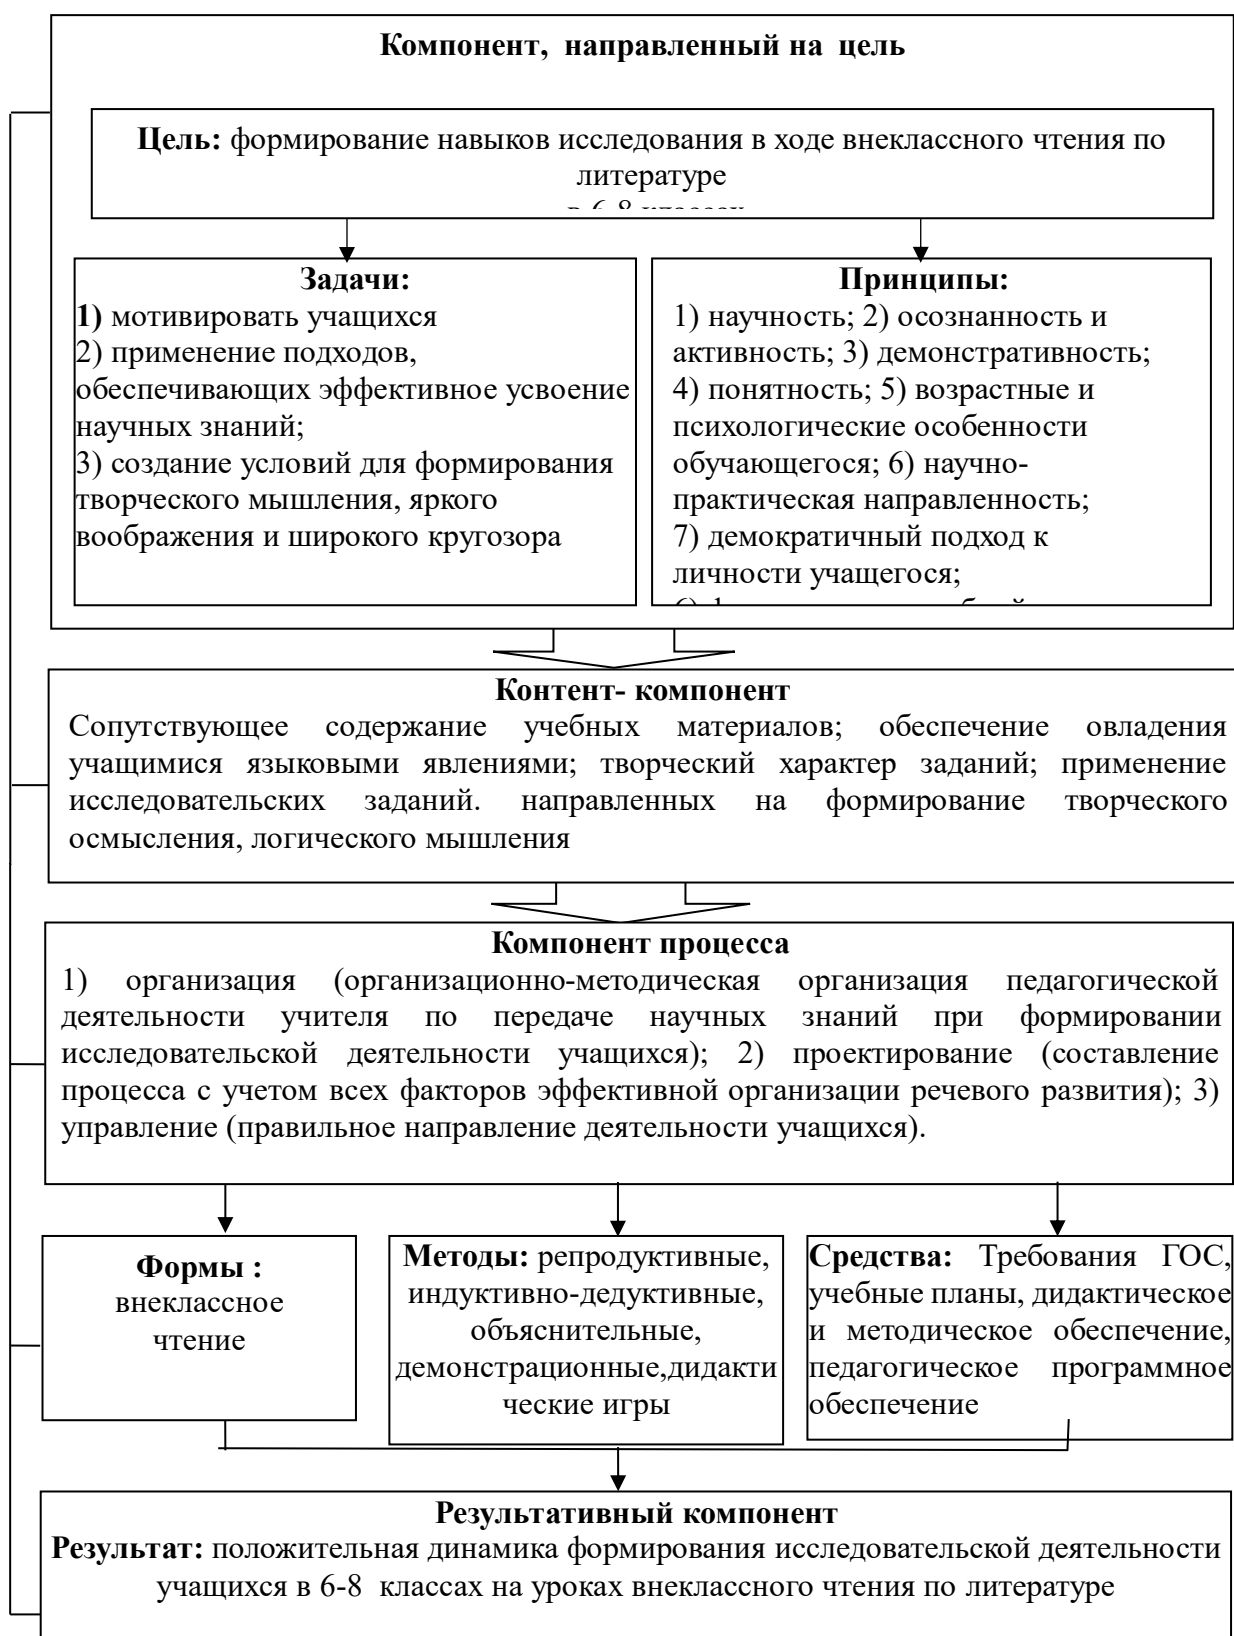 Компонент, направленный на цель
Цель: формирование навыков исследования в ходе внеклассного чтения по
литературе
в 6-8 классах
Задачи:
1) мотивировать учащихся
2) применение подходов,
обеспечивающих эффективное усвоение
научных знаний;
3) создание условий для формирования
творческого мышления, яркого
воображения и широкого кругозора
Принципы:
1) научность; 2) осознанность и
активность; 3) демонстративность;
4) понятность; 5) возрастные и
психологические особенности
обучающегося; 6) научно-
практическая направленность;
7) демократичный подход к
личности учащегося;
Контент- компонент
Сопутствующее содержание учебных материалов; обеспечение овладения
учащимися языковыми явлениями; творческий характер заданий; применение
исследовательских заданий. направленных на формирование творческого
осмысления, логического мышления
Компонент процесса
1) организация (организационно-методическая организация педагогической
деятельности учителя по передаче научных знаний при формировании
исследовательской деятельности учащихся); 2) проектирование (составление
процесса с учетом всех факторов эффективной организации речевого развития); 3)
управление (правильное направление деятельности учащихся).
Формы :
внеклассное
чтение
Методы: репродуктивные,
индуктивно-дедуктивные,
объяснительные,
демонстрационные,дидакти
ческие игры
Средства: Требования ГОС,
учебные планы, дидактическое
и методическое обеспечение,
педагогическое программное
обеспечение
Результативный компонент
Результат: положительная динамика формирования исследовательской деятельности
учащихся в 6-8 классах на уроках внеклассного чтения по литературе